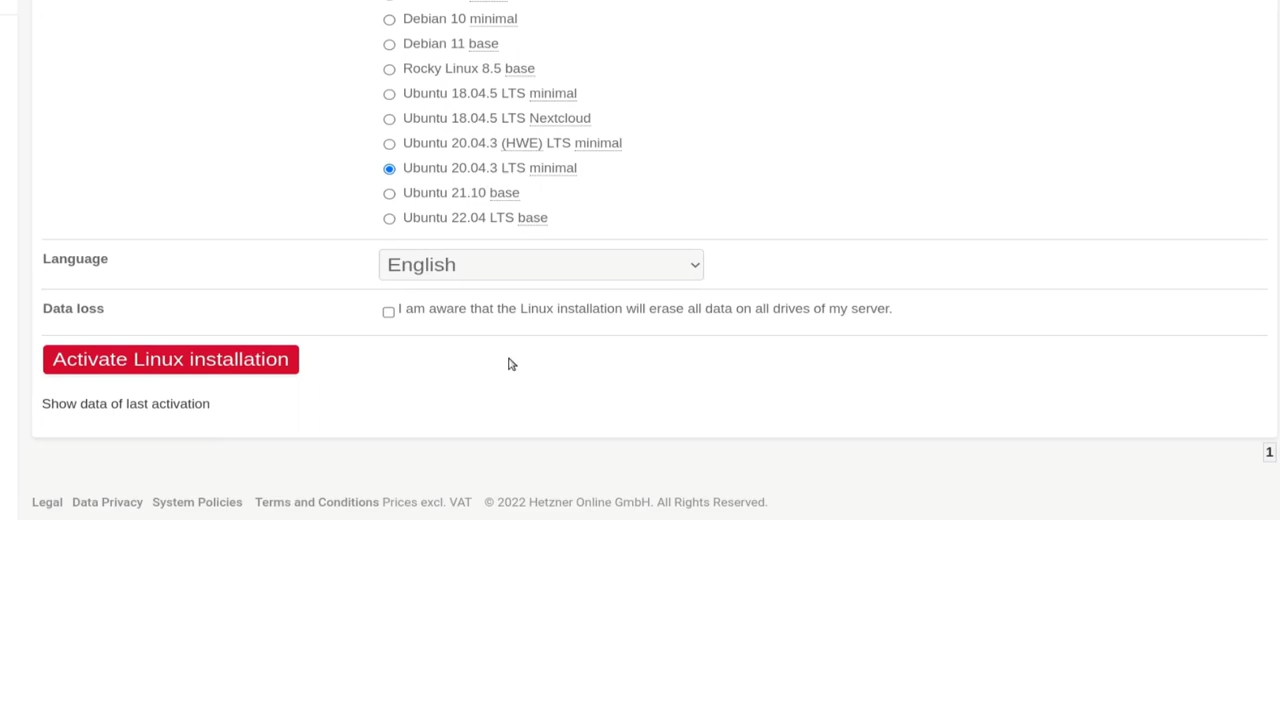 Debian 10 minimal
Debian 11 base
Rocky Linux 8.5 base
Ubuntu 18.04.5 LTS minimal
Ubuntu 18.04.5 LTS Nextcloud
Ubuntu 20.04.3 (HWE) LTS minimal
Ubuntu 20.04.3 LTS minimal
Ubuntu 21.10 base
Ubuntu 22.04 LTS base
Language English
Data loss I am aware that the Linux installation will erase all data on all drives of my server.
Activate Linux installation
Show data of last activation
1
Legal Data Privacy System Policies Terms and Conditions Prices excl. VAT © 2022 Hetzner Online GmbH. All Rights Reserved.